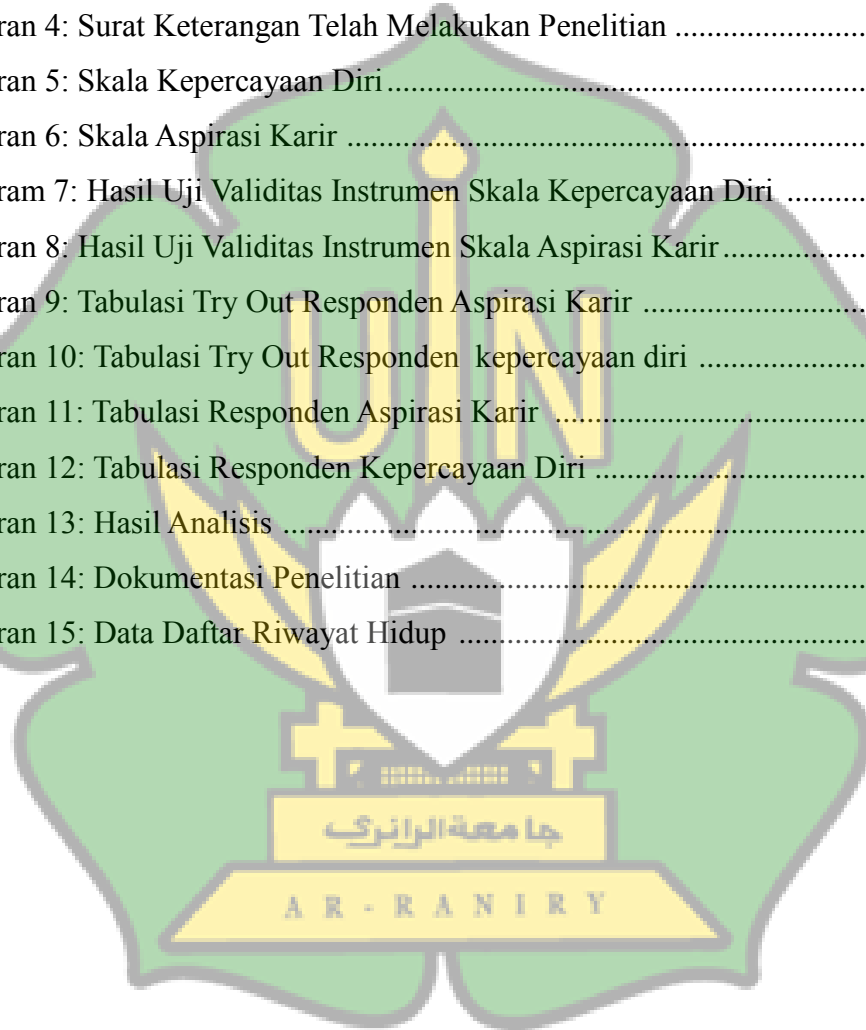 ran 4: Surat Keterangan Telah Melakukan Penelitian ........................
ran 5: Skala Kepercayaan Diri ............................................................
ran 6: Skala Aspirasi Karir .................................................................
ram 7: Hasil Uji Validitas Instrumen Skala Kepercayaan Diri ..........
ran 8: Hasil Uji Validitas Instrumen Skala Aspirasi Karir ..................
ran 9: Tabulasi Try Out Responden Aspirasi Karir ............................
ran 10: Tabulasi Try Out Responden kepercayaan diri .....................
ran 11: Tabulasi Responden Aspirasi Karir .......................................
ran 12: Tabulasi Responden Kepercayaan Diri ..................................
ran 13: Hasil Analisis ..........................................................................
ran 14: Dokumentasi Penelitian .........................................................
ran 15: Data Daftar Riwayat Hidup ...................................................
UIN
جامعةالرانري
AR-RANIRY